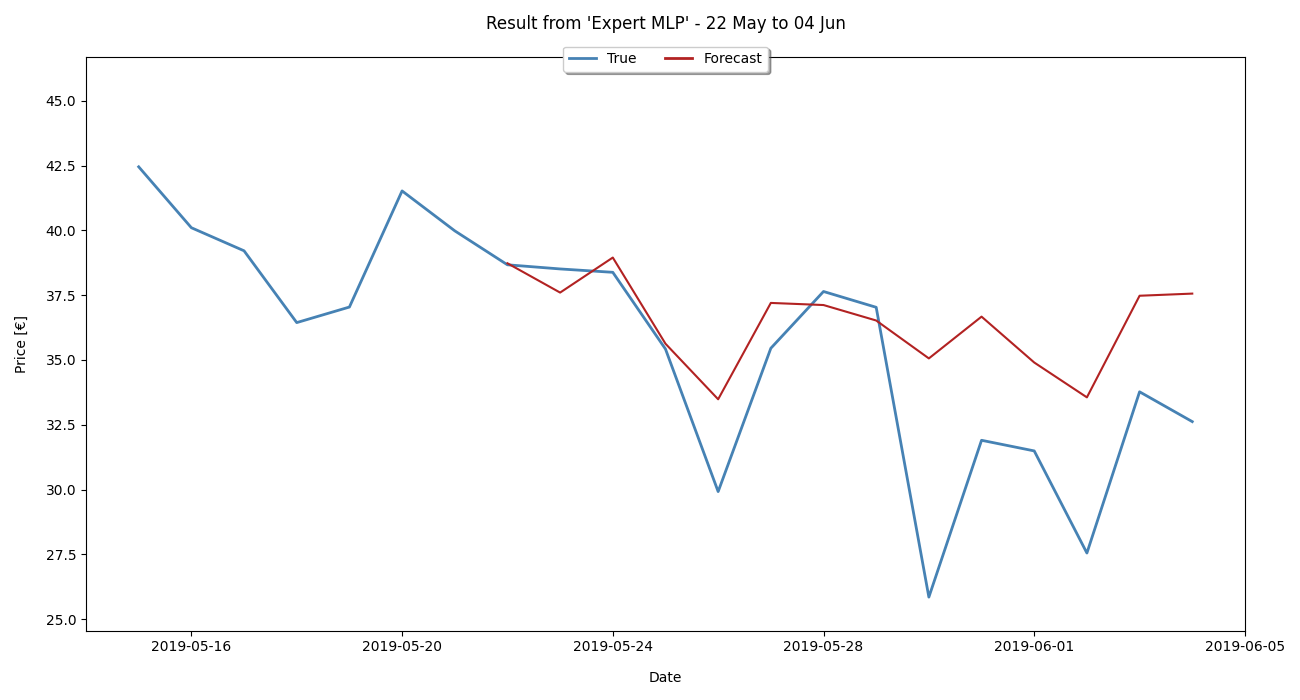 Result from 'Expert MLP' - 22 May to 04 Jun
True Forecast
45.0
42.5
40.0
37.5
35.0
32.5
30.0
27.5
25.0
Price [€]
2019-05-16 2019-05-20 2019-05-24 2019-05-28 2019-06-01 2019-06-05
Date